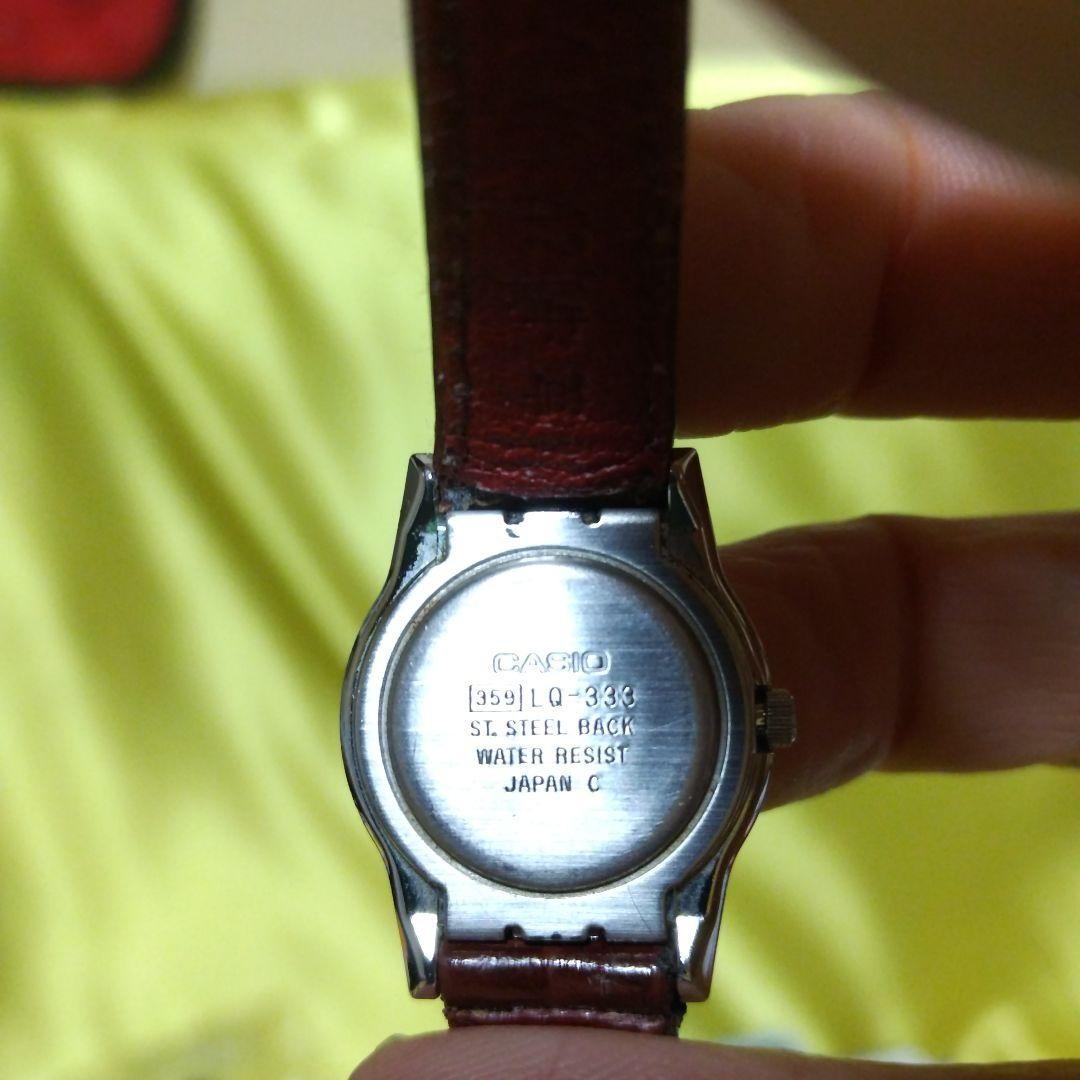 CASIO
[359] LQ-333
ST. STEEL BACK
WATER RESIST
JAPAN C